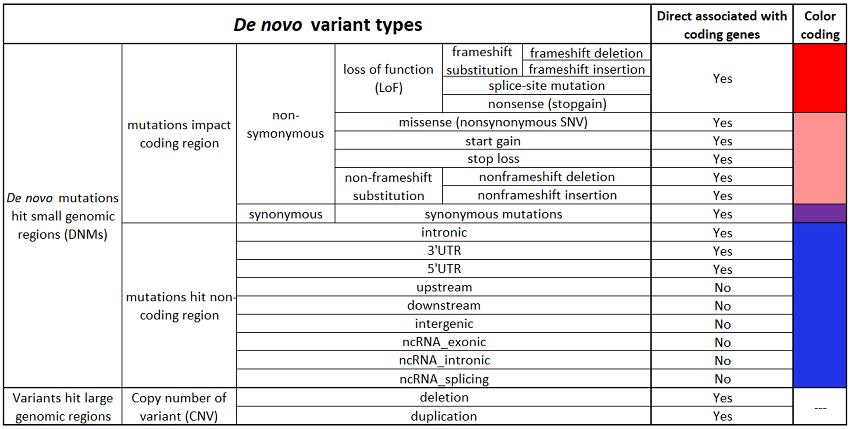 De novo variant types
Direct associated with
coding genes
Color
coding
De novo mutations
hit small genomic
regions (DNMs)
mutations impact
coding region
non-
symonymous
loss of function
(LoF)
frameshift
substitution
frameshift deletion
frameshift insertion
splice-site mutation
nonsense (stopgain)
Yes
missense (nonsynonymous SNV)
Yes
start gain
Yes
stop loss
Yes
non-frameshift
substitution
nonframeshift deletion
Yes
nonframeshift insertion
Yes
synonymous
synonymous mutations
Yes
mutations hit non-
coding region
intronic
Yes
3'UTR
Yes
5'UTR
Yes
upstream
No
downstream
No
intergenic
No
ncRNA_exonic
No
ncRNA_intronic
No
ncRNA_splicing
No
Variants hit large
genomic regions
Copy number of
variant (CNV)
deletion
Yes
duplication
Yes
---